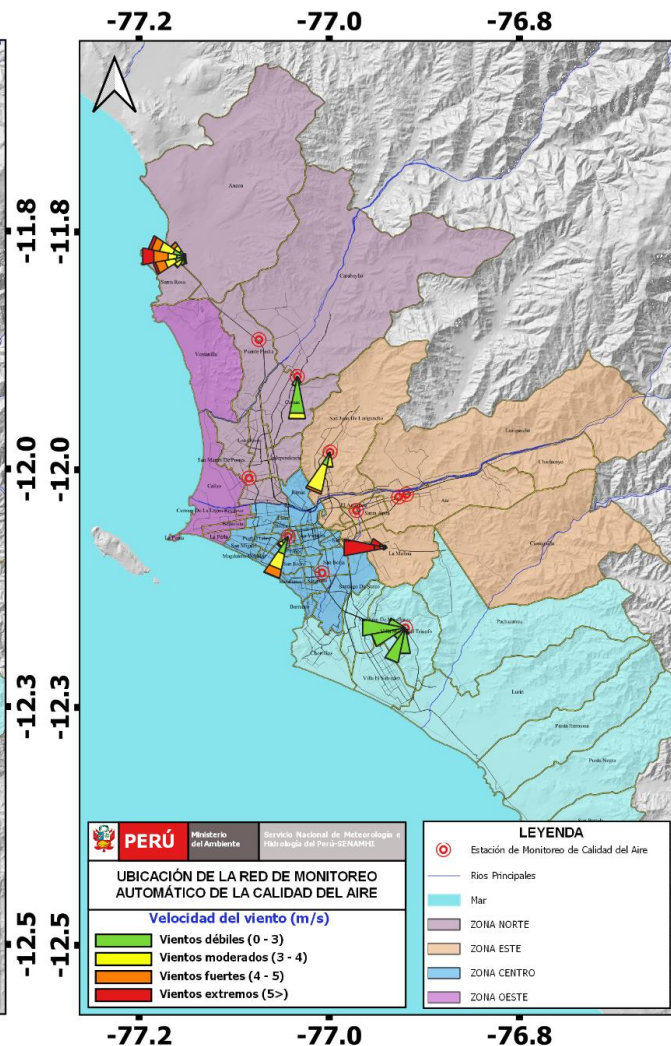 -77.2 -77.0 -76.8
-11.8 -11.8
-12.0 -12.0
-12.3 -12.3
-12.5 -12.5
Ancon
Santa Rosa
Carabayllo
Ventanilla
Puente Piedra
Comas
San Juan De Lurigancho
Lurigancho
Independencia
Chaclacayo
Callao
Rimac
Ate
Santa Anita
La Punta
La Perla
Cieneguilla
La Molina
San Borja
Santiago De Surco
Barranco
Pachacamac
Chorrillos
Villa El Salvador
Lurin
Punta Hermosa
Punta Negra
PERÚ
Ministerio
del Ambiente
Servicio Nacional de Meteorología e
Hidrología del Perú-SENAMHI
UBICACIÓN DE LA RED DE MONITOREO
AUTOMÁTICO DE LA CALIDAD DEL AIRE
Velocidad del viento (m/s)
Vientos débiles (0 - 3)
Vientos moderados (3 - 4)
Vientos fuertes (4 - 5)
Vientos extremos (5>)
LEYENDA
Estación de Monitoreo de Calidad del Aire
Rios Principales
Mar
ZONA NORTE
ZONA ESTE
ZONA CENTRO
ZONA OESTE
-77.2 -77.0 -76.8